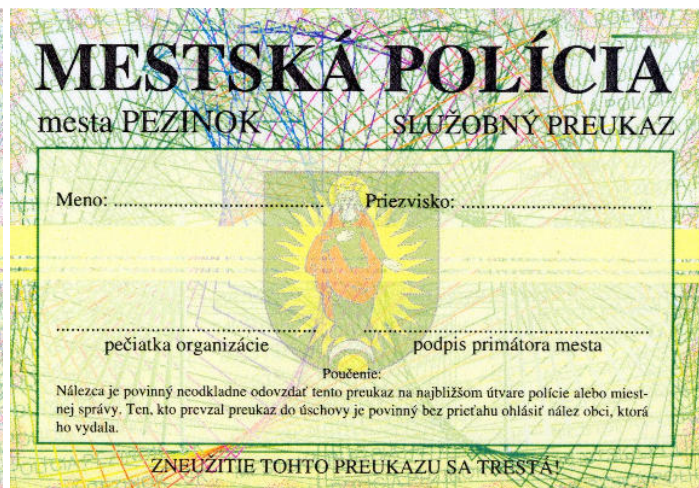 MESTSKÁ POLÍCIA
mesta PEZINOK SLUŽOBNÝ PREUKAZ
Meno: ................................ Priezvisko: ................................
pečiatka organizácie podpis primátora mesta
Poučenie:
Nálezca je povinný neodkladne odovzdať tento preukaz na najbližšom útvare polície alebo miest-
nej správy. Ten, kto prevzal preukaz do úschovy je povinný bez prieťahu ohlásiť nález obci, ktorá
ho vydala.
ZNEUŽITIE TOHTO PREUKAZU SA TRESTÁ!